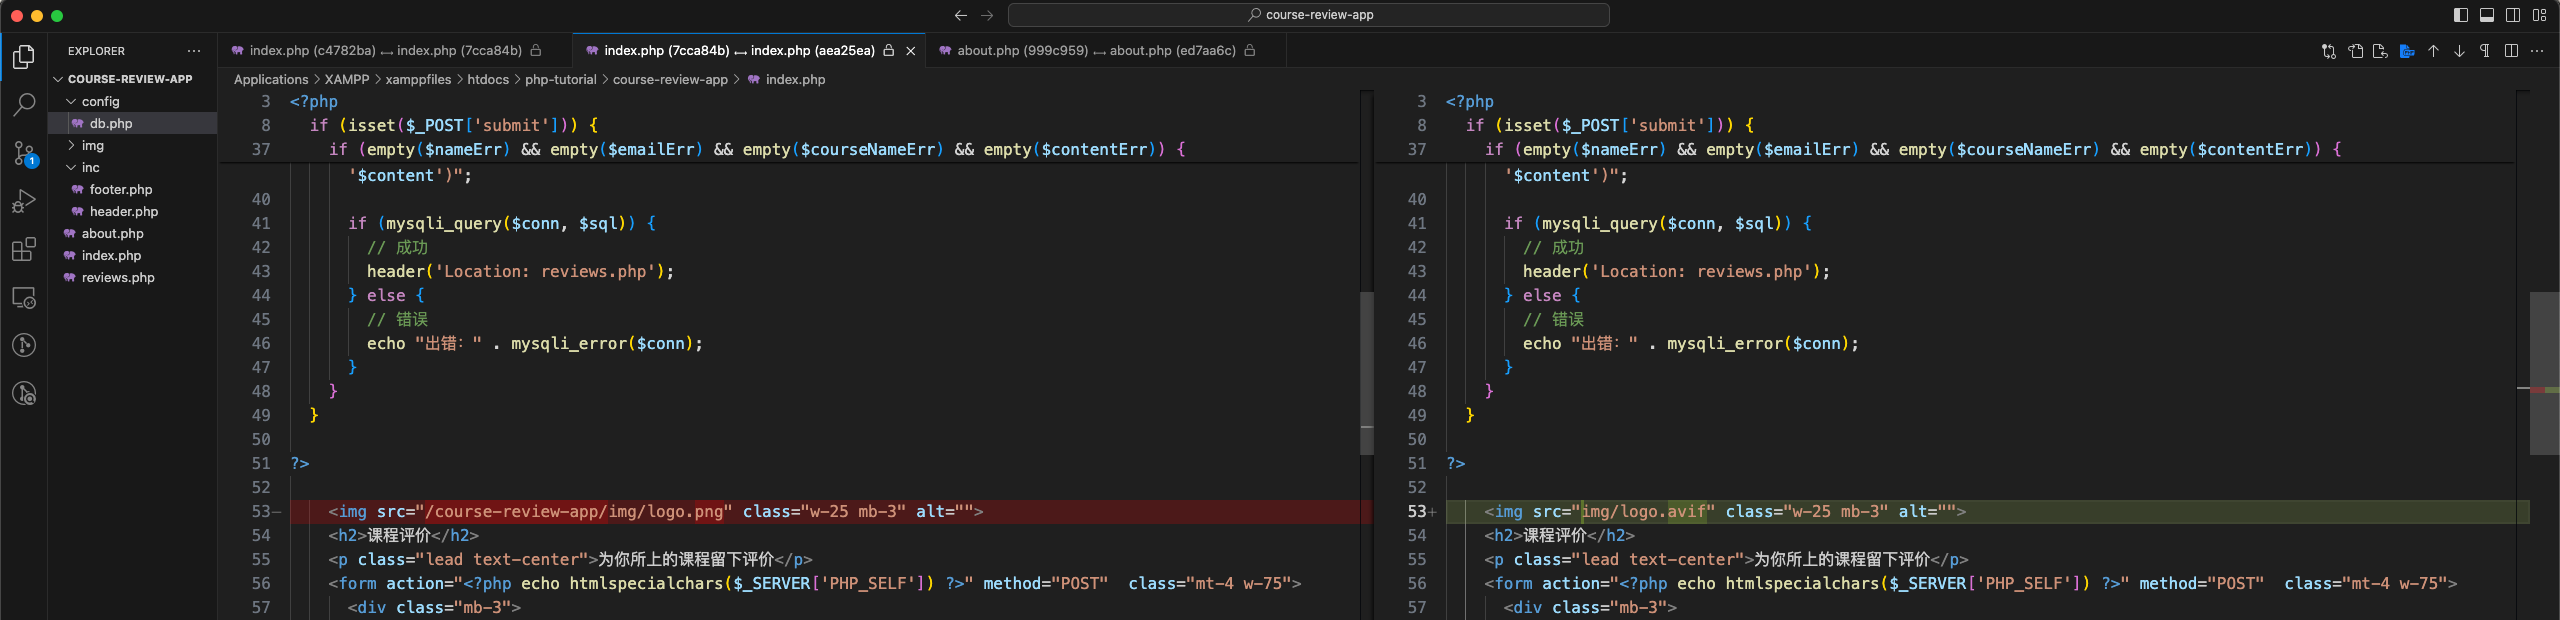 course-review-app
EXPLORER
COURSE-REVIEW-APP
config
db.php
img
inc
footer.php
header.php
about.php
index.php
reviews.php
index.php (c4782ba) ↔ index.php (7cca84b)
index.php (7cca84b) ↔ index.php (aea25ea)
about.php (999c959) ↔ about.php (ed7aa6c)
Applications > XAMPP > xamppfiles > htdocs > php-tutorial > course-review-app > index.php
1
3 <?php
8 if (isset($_POST['submit'])) {
37 if (empty($nameErr) && empty($emailErr) && empty($courseNameErr) && empty($contentErr)) {
'$content')";
40
41 if (mysqli_query($conn, $sql)) {
42 // 成功
43 header('Location: reviews.php');
44 } else {
45 // 错误
46 echo "出错: " . mysqli_error($conn);
47 }
48 }
49 }
50
51 ?>
52
53— <img src="/course-review-app/img/logo.png" class="w-25 mb-3" alt="">
54 <h2>课程评价</h2>
55 <p class="lead text-center">为你所上的课程留下评价</p>
56 <form action="<?php echo htmlspecialchars($_SERVER['PHP_SELF']) ?>" method="POST"  class="mt-4 w-75">
57 <div class="mb-3">
3 <?php
8 if (isset($_POST['submit'])) {
37 if (empty($nameErr) && empty($emailErr) && empty($courseNameErr) && empty($contentErr)) {
'$content')";
40
41 if (mysqli_query($conn, $sql)) {
42 // 成功
43 header('Location: reviews.php');
44 } else {
45 // 错误
46 echo "出错: " . mysqli_error($conn);
47 }
48 }
49 }
50
51 ?>
52
53+ <img src="img/logo.avif" class="w-25 mb-3" alt="">
54 <h2>课程评价</h2>
55 <p class="lead text-center">为你所上的课程留下评价</p>
56 <form action="<?php echo htmlspecialchars($_SERVER['PHP_SELF']) ?>" method="POST"  class="mt-4 w-75">
57 <div class="mb-3">